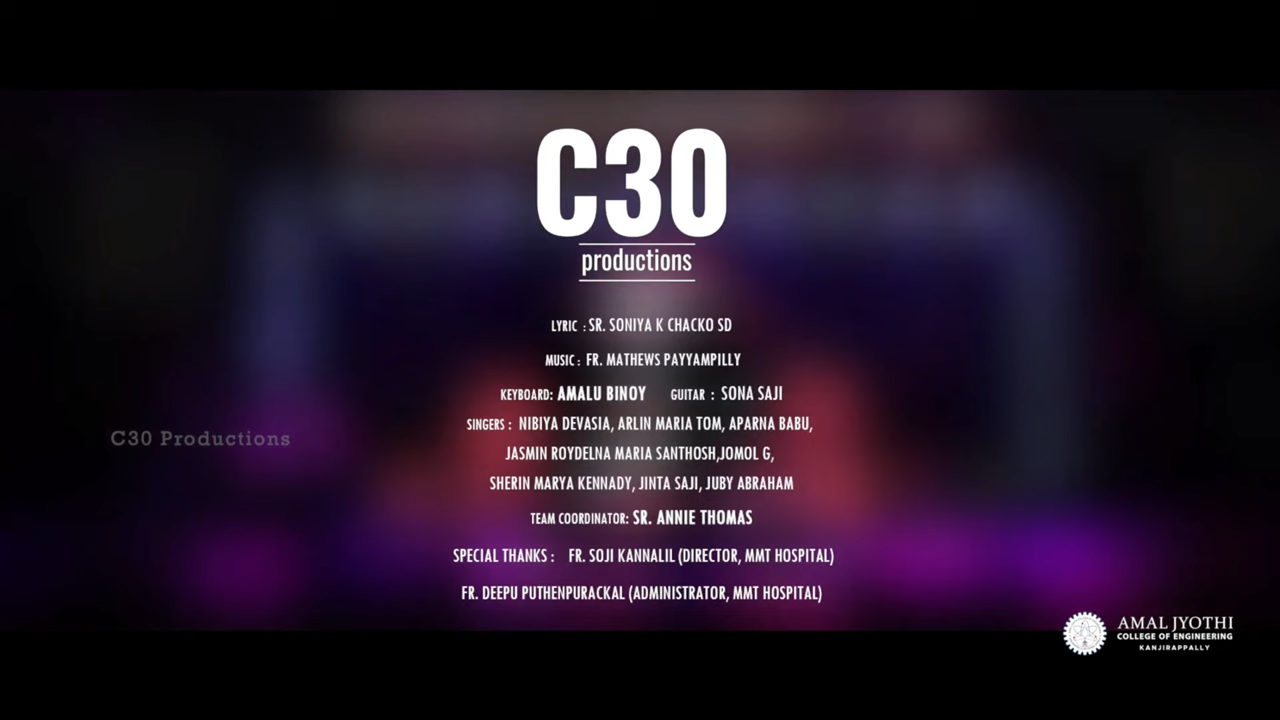 C30
productions
LYRIC : SR. SONIYA K CHACKO SD
MUSIC : FR. MATHEWS PAYYAMPILLY
KEYBOARD: AMALU BINOY GUITAR : SONA SAJI
SINGERS : NIBIYA DEVASIA, ARLIN MARIA TOM, APARNA BABU,
C30 Productions
JASMIN ROYDELNA MARIA SANTHOSH,JOMOL G,
SHERIN MARYA KENNADY, JINTA SAJI, JUBY ABRAHAM
TEAM COORDINATOR: SR. ANNIE THOMAS
SPECIAL THANKS : FR. SOJI KANNALIL (DIRECTOR, MMT HOSPITAL)
FR. DEEPU PUTHENPURACKAL (ADMINISTRATOR, MMT HOSPITAL)
AMAL JYOTHI
COLLEGE OF ENGINEERING
KANJIRAPPALLY